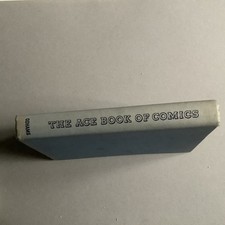 THE ACE BOOK OF COMICS